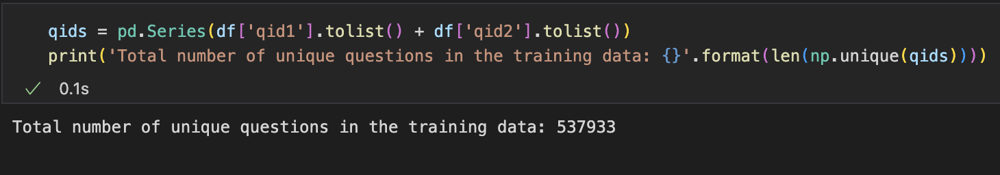 qids = pd.Series(df['qid1'].tolist() + df['qid2'].tolist())
print('Total number of unique questions in the training data: {}'.format(len(np.unique(qids))))
0.1s
Total number of unique questions in the training data: 537933